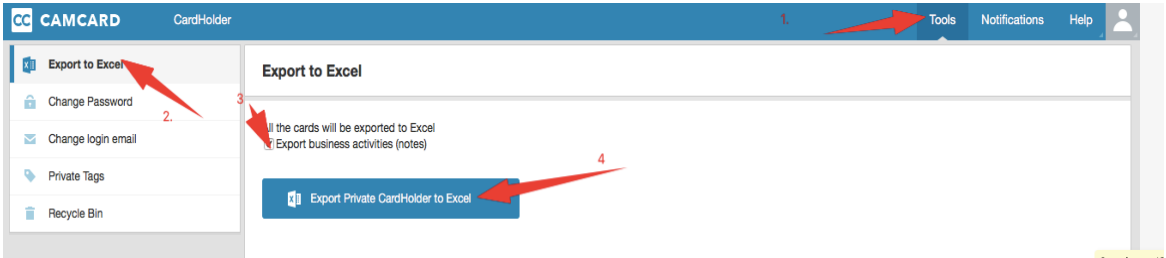 CC CAMCARD CardHolder 1. Tools Notifications Help
Export to Excel
Change Password
2.
Change login email
Private Tags
Recycle Bin
Export to Excel
3
ll the cards will be exported to Excel
Export business activities (notes)
4
Export Private CardHolder to Excel